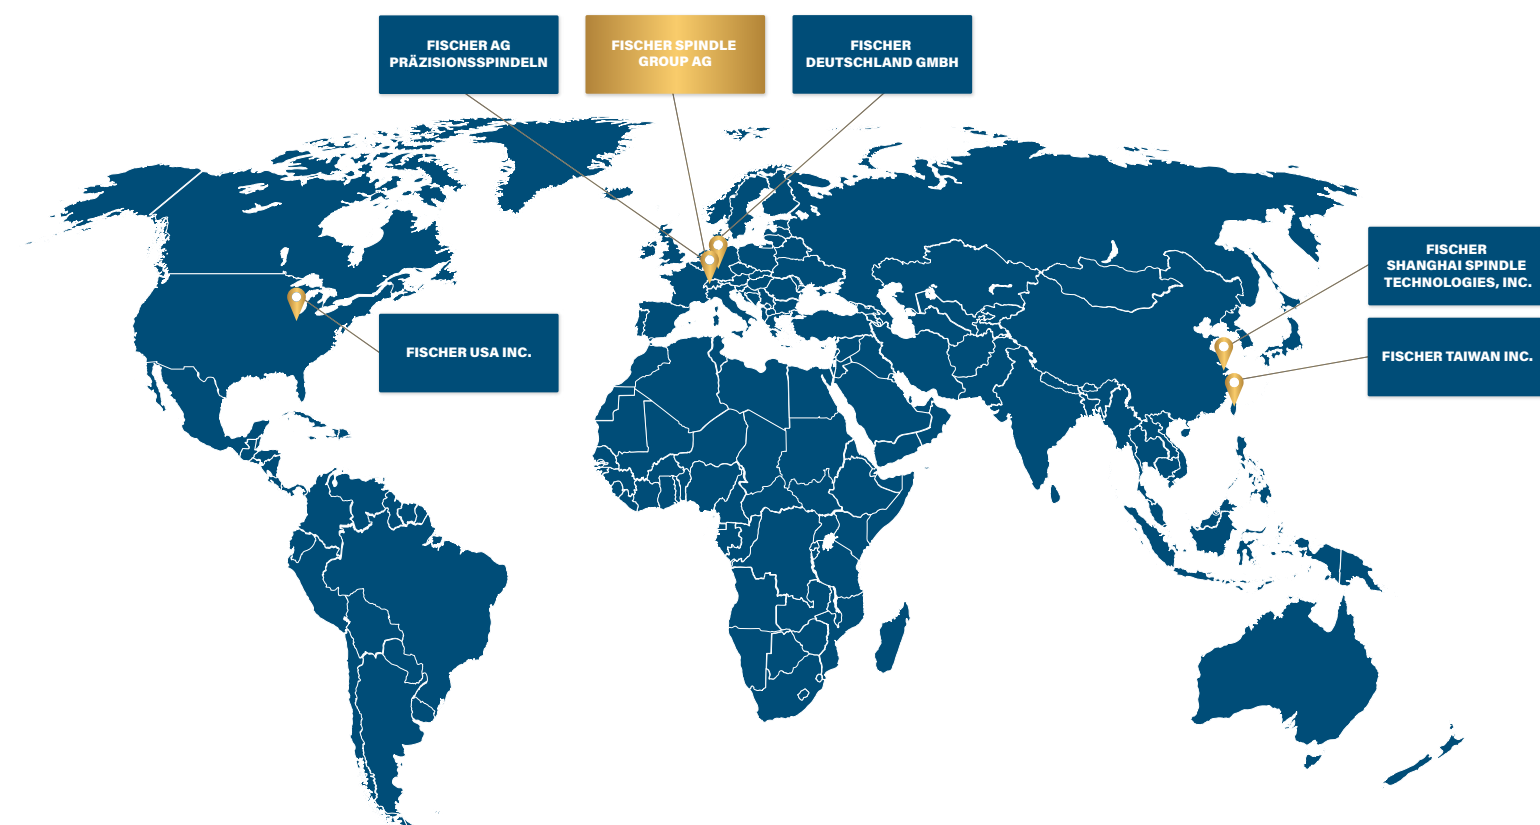 FISCHER AG
PRÄZISIONSSPINDELN
FISCHER SPINDLE
GROUP AG
FISCHER
DEUTSCHLAND GMBH
FISCHER
SHANGHAI SPINDLE
TECHNOLOGIES, INC.
FISCHER USA INC.
FISCHER TAIWAN INC.